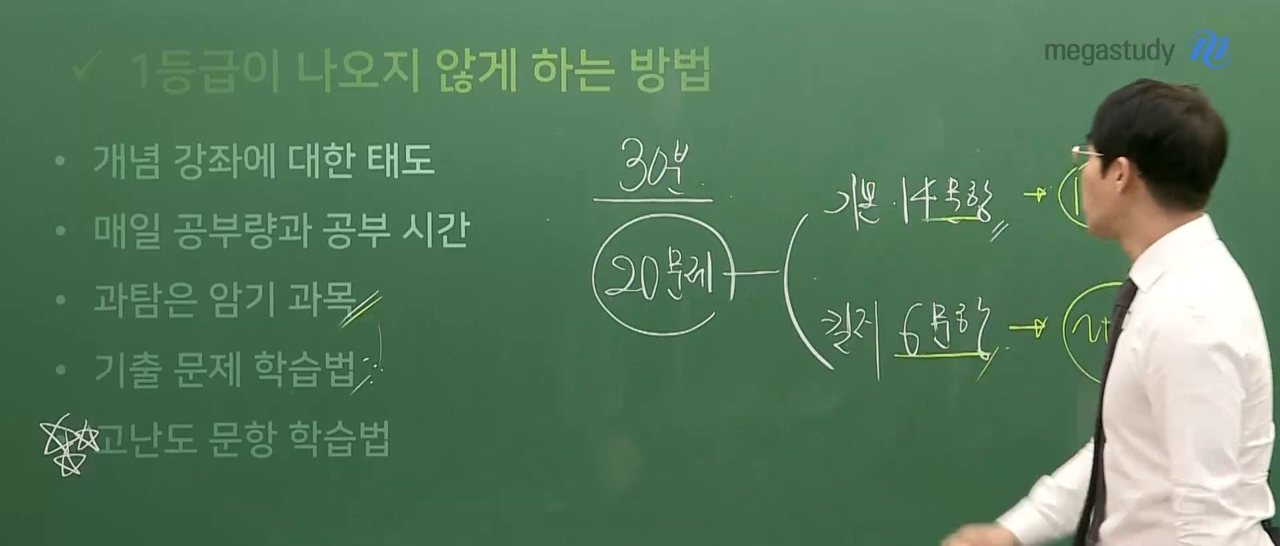 megastudy
✓ 1등급이 나오지 않게 하는 방법
• 개념 강좌에 대한 태도
• 매일 공부량과 공부 시간
• 과탐은 암기 과목
• 기출 문제 학습법
고난도 문항 학습법
30분
20문제
기본 14문항 →
킬러 6문항 →